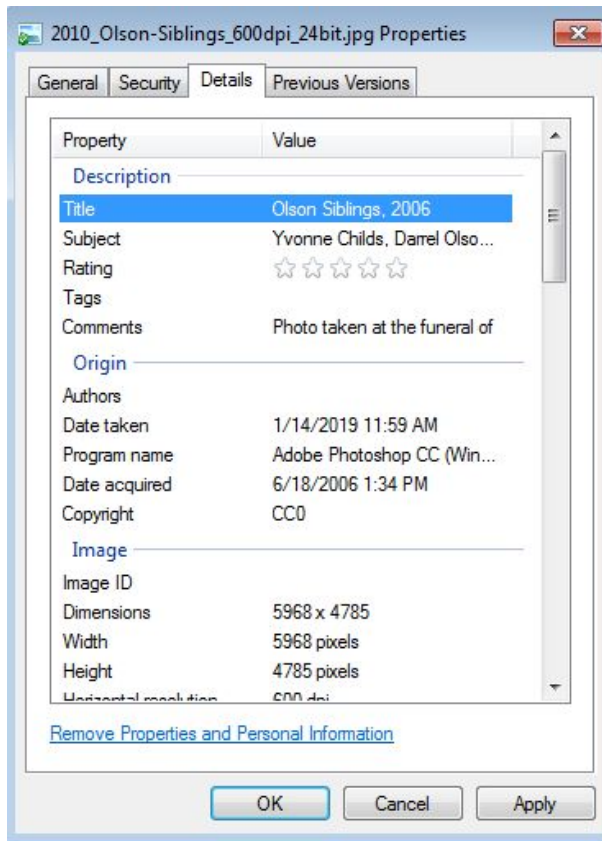 2010_Olson-Siblings_600dpi_24bit.jpg Properties
General Security Details Previous Versions
Property Value
Description
Title Olson Siblings, 2006
Subject Yvonne Childs, Darrel Olso...
Rating
Tags
Comments Photo taken at the funeral of
Origin
Authors
Date taken 1/14/2019 11:59 AM
Program name Adobe Photoshop CC (Win...
Date acquired 6/18/2006 1:34 PM
Copyright CC0
Image
Image ID
Dimensions 5968 x 4785
Width 5968 pixels
Height 4785 pixels
Horizontal resolution 600 dpi
Remove Properties and Personal Information
OK Cancel Apply